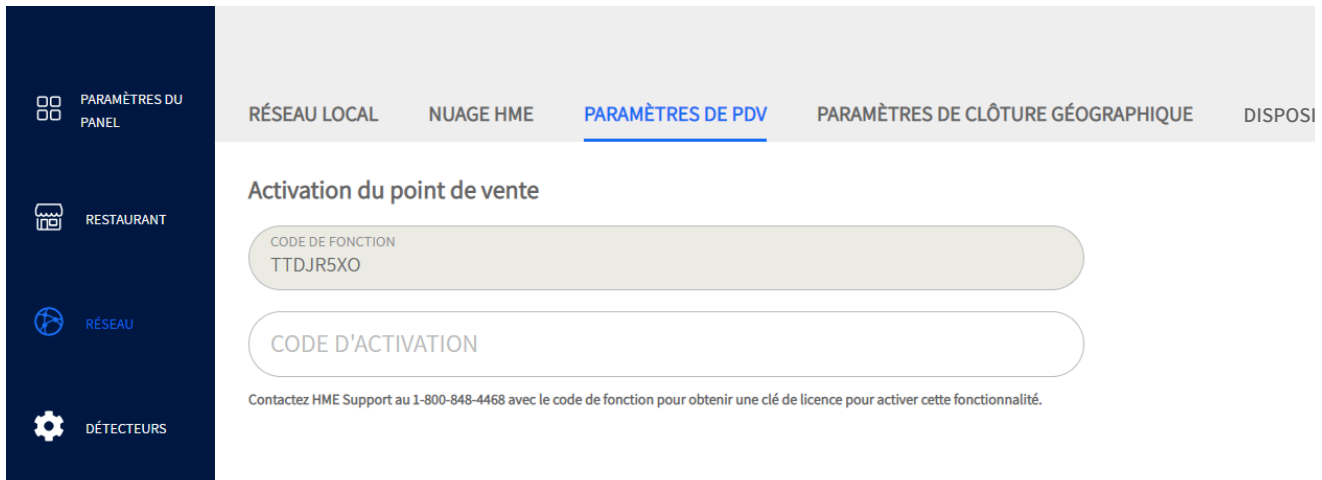 PARAMÈTRES DU
PANEL
RESTAURANT
RÉSEAU
DÉTECTEURS
RÉSEAU LOCAL NUAGE HME PARAMÈTRES DE PDV PARAMÈTRES DE CLÔTURE GÉOGRAPHIQUE DISPOSI
Activation du point de vente
CODE DE FONCTION
TTDJR5XO
CODE D'ACTIVATION
Contactez HME Support au 1-800-848-4468 avec le code de fonction pour obtenir une clé de licence pour activer cette fonctionnalité.